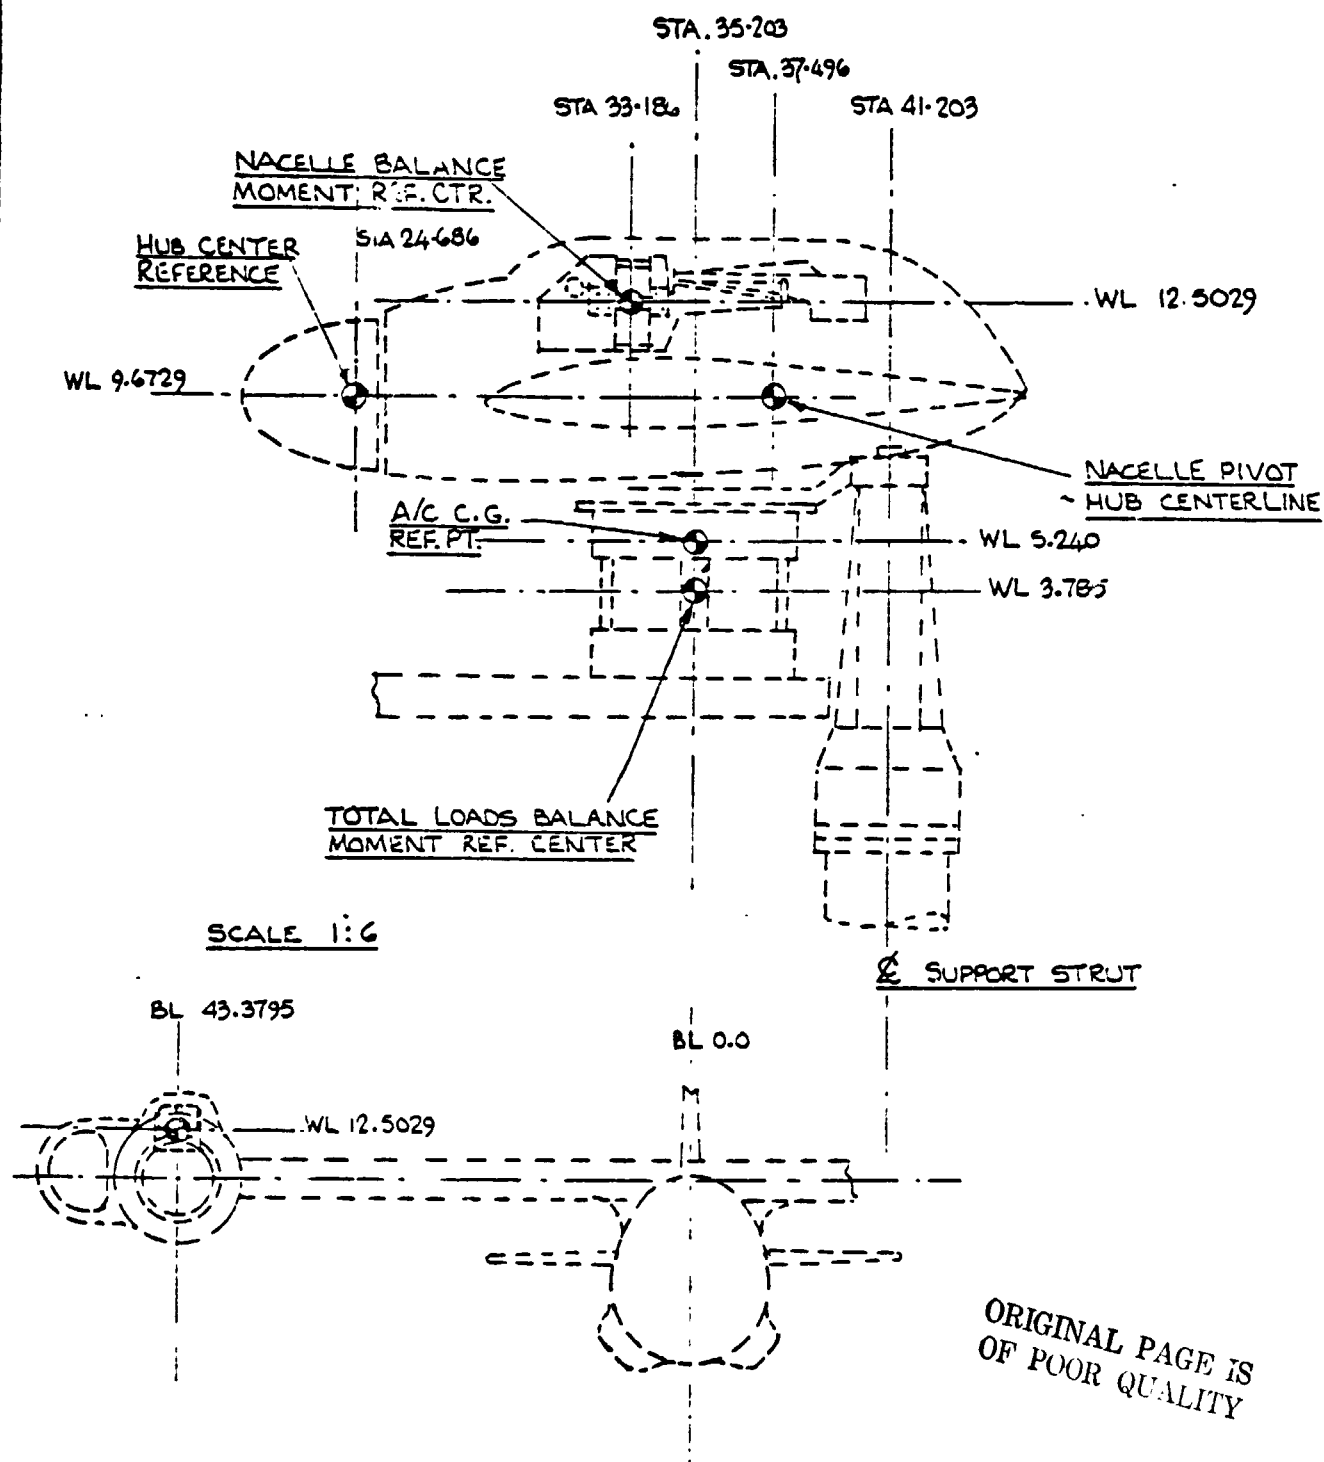 STA. 35.203
STA. 37.496
STA 33.186
STA 41.203
NACELLE BALANCE
MOMENT REF. CTR.
STA 24.686
HUB CENTER
REFERENCE
WL 12.5029
WL 9.6729
NACELLE PIVOT
~ HUB CENTERLINE
A/C C.G.
REF. PT.
WL 5.240
WL 3.785
TOTAL LOADS BALANCE
MOMENT REF. CENTER
SCALE 1:6
℄ SUPPORT STRUT
BL 43.3795
BL 0.0
WL 12.5029
ORIGINAL PAGE IS
OF POOR QUALITY